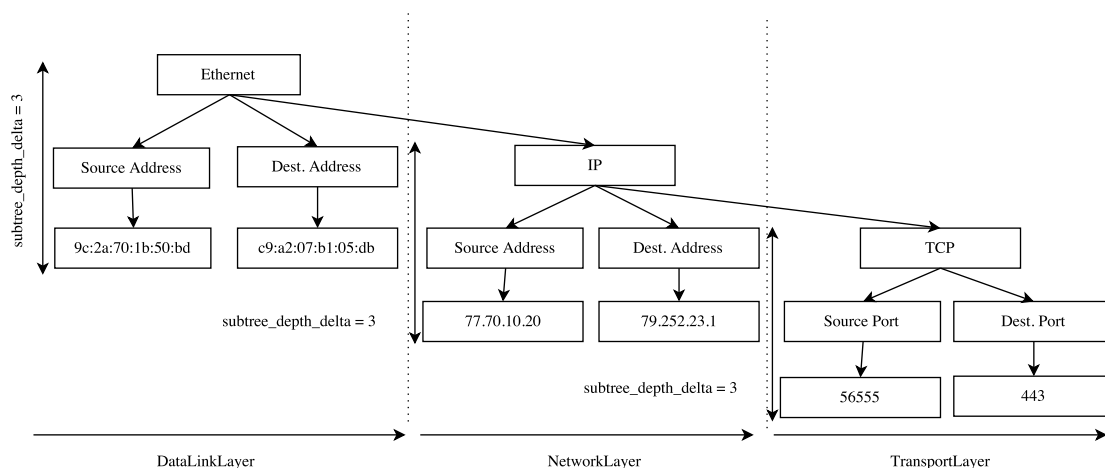 Ethernet
subtree_depth_delta = 3
Source Address
Dest. Address
IP
9c:2a:70:1b:50:bd
c9:a2:07:b1:05:db
Source Address
Dest. Address
TCP
subtree_depth_delta = 3
77.70.10.20
79.252.23.1
Source Port
Dest. Port
subtree_depth_delta = 3
56555
443
DataLinkLayer
NetworkLayer
TransportLayer